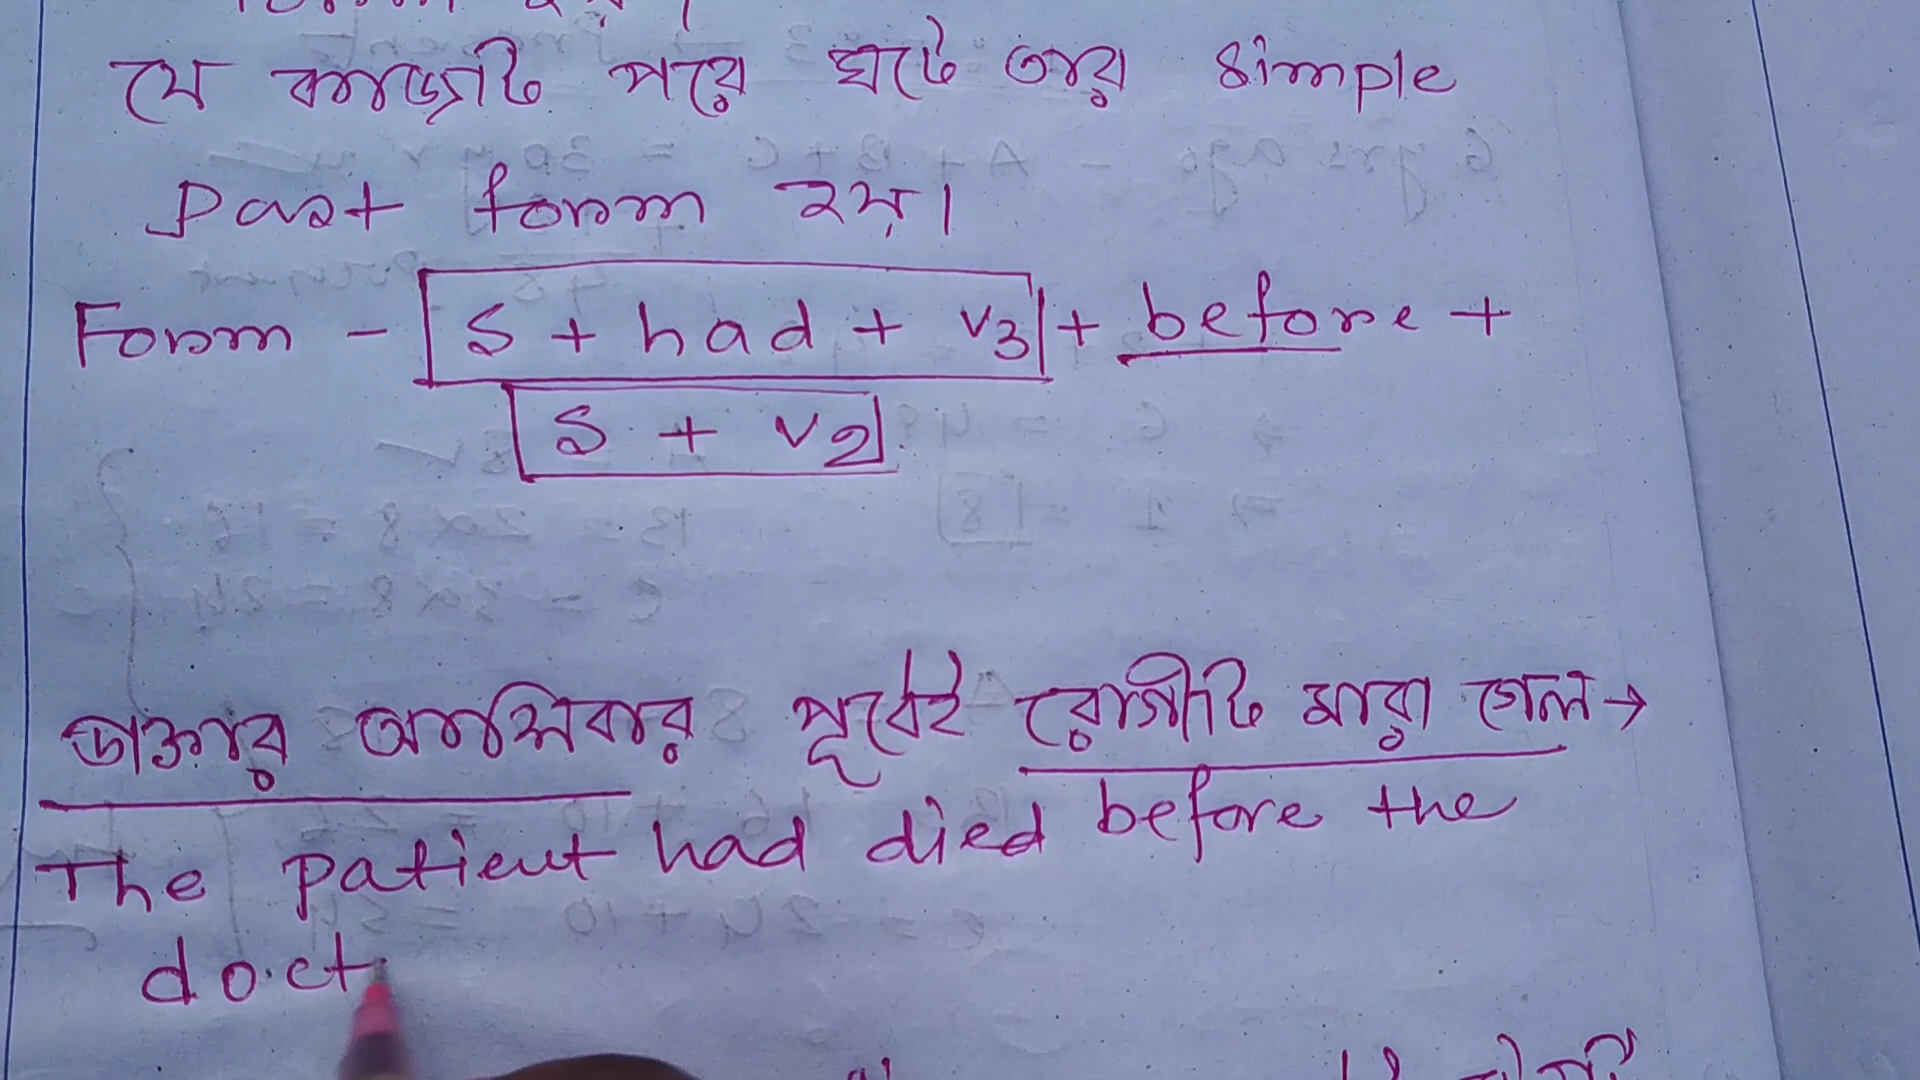 যে কাজটি পরে ঘটে তার simple
Past form হয়।
Form - S + had + v3 + before +
S + v2
ডাক্তার আসিবার পূর্বেই রোগীটি মারা গেল →
The patient had died before the
doct